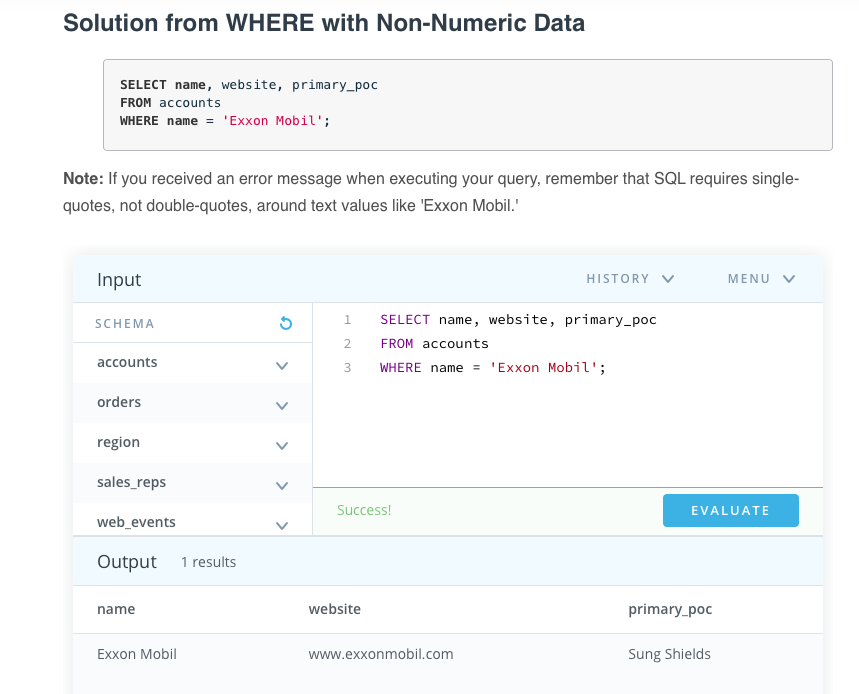 Solution from WHERE with Non-Numeric Data
SELECT name, website, primary_poc
FROM accounts
WHERE name = 'Exxon Mobil';
Note: If you received an error message when executing your query, remember that SQL requires single-
quotes, not double-quotes, around text values like 'Exxon Mobil.'
Input HISTORY MENU
SCHEMA
accounts
orders
region
sales_reps
web_events
1 SELECT name, website, primary_poc
2 FROM accounts
3 WHERE name = 'Exxon Mobil';
Success! EVALUATE
Output 1 results
name website primary_poc
Exxon Mobil www.exxonmobil.com Sung Shields